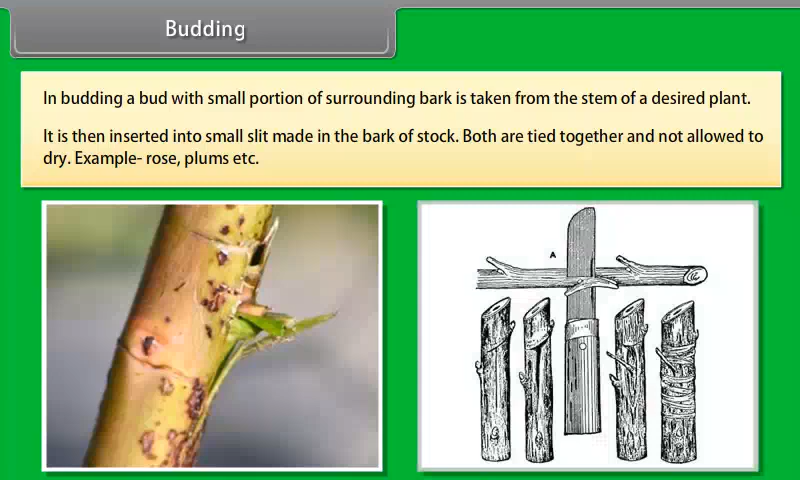 Budding
In budding a bud with small portion of surrounding bark is taken from the stem of a desired plant.
It is then inserted into small slit made in the bark of stock. Both are tied together and not allowed to
dry. Example- rose, plums etc.
A